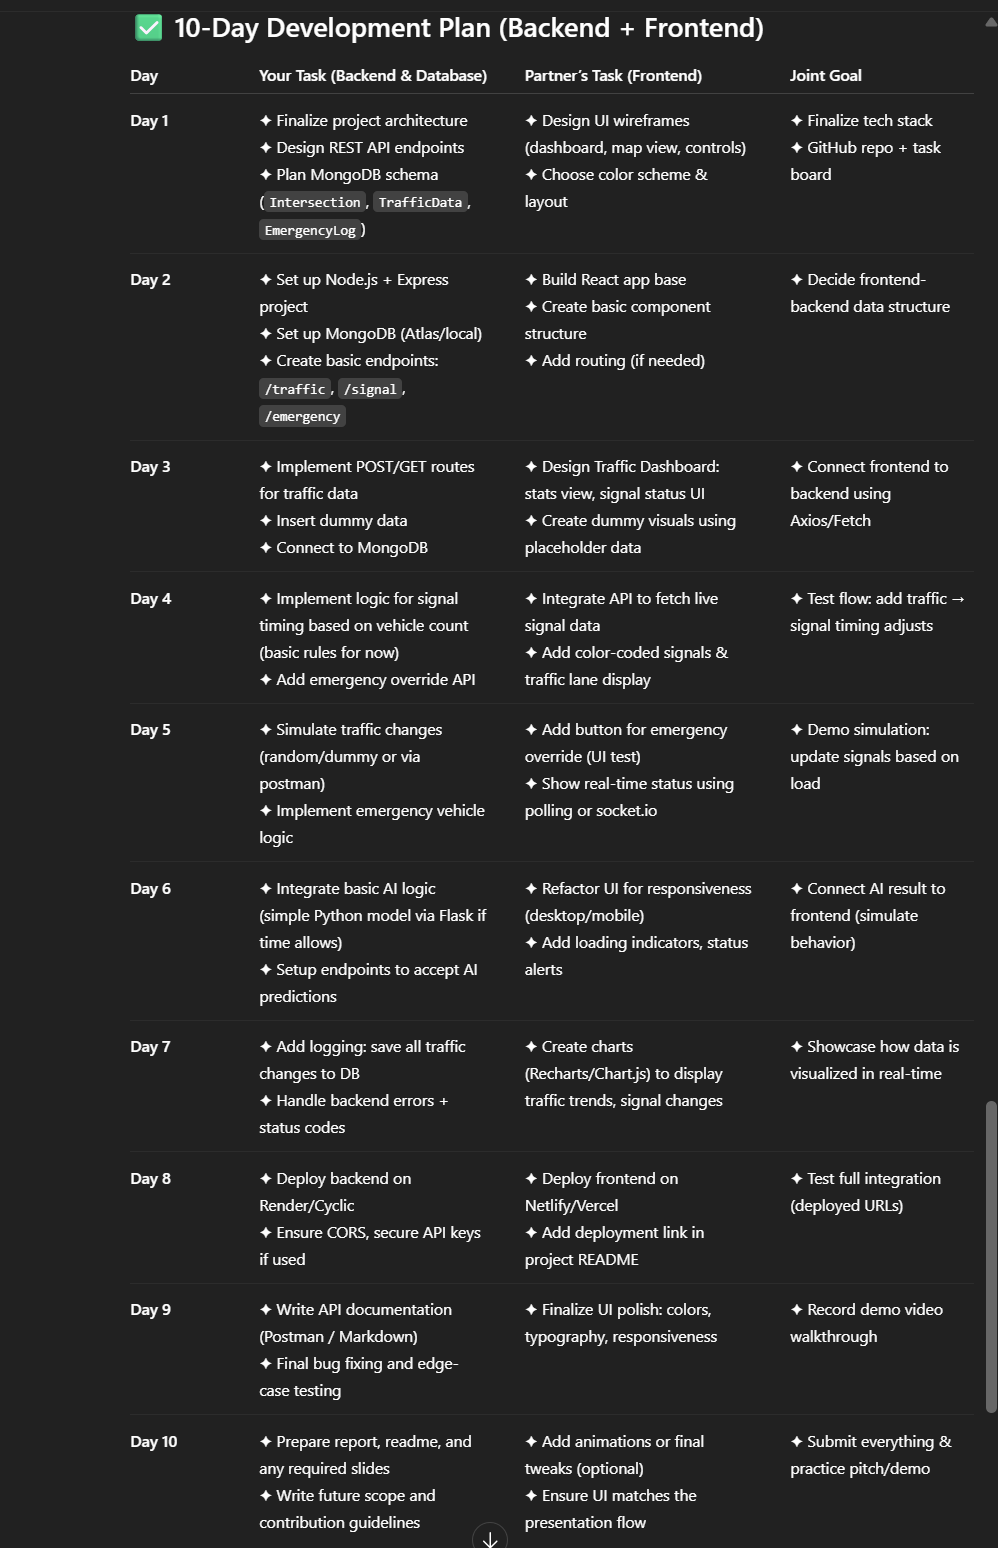 ✅ 10-Day Development Plan (Backend + Frontend)
Day Your Task (Backend & Database) Partner’s Task (Frontend) Joint Goal
Day 1
✦ Finalize project architecture
✦ Design REST API endpoints
✦ Plan MongoDB schema
(Intersection, TrafficData,
EmergencyLog)
✦ Design UI wireframes
(dashboard, map view, controls)
✦ Choose color scheme &
layout
✦ Finalize tech stack
✦ GitHub repo + task
board
Day 2
✦ Set up Node.js + Express
project
✦ Set up MongoDB (Atlas/local)
✦ Create basic endpoints:
/traffic, /signal,
/emergency
✦ Build React app base
✦ Create basic component
structure
✦ Add routing (if needed)
✦ Decide frontend-
backend data structure
Day 3
✦ Implement POST/GET routes
for traffic data
✦ Insert dummy data
✦ Connect to MongoDB
✦ Design Traffic Dashboard:
stats view, signal status UI
✦ Create dummy visuals using
placeholder data
✦ Connect frontend to
backend using
Axios/Fetch
Day 4
✦ Implement logic for signal
timing based on vehicle count
(basic rules for now)
✦ Add emergency override API
✦ Integrate API to fetch live
signal data
✦ Add color-coded signals &
traffic lane display
✦ Test flow: add traffic →
signal timing adjusts
Day 5
✦ Simulate traffic changes
(random/dummy or via
postman)
✦ Implement emergency vehicle
logic
✦ Add button for emergency
override (UI test)
✦ Show real-time status using
polling or socket.io
✦ Demo simulation:
update signals based on
load
Day 6
✦ Integrate basic AI logic
(simple Python model via Flask if
time allows)
✦ Setup endpoints to accept AI
predictions
✦ Refactor UI for responsiveness
(desktop/mobile)
✦ Add loading indicators, status
alerts
✦ Connect AI result to
frontend (simulate
behavior)
Day 7
✦ Add logging: save all traffic
changes to DB
✦ Handle backend errors +
status codes
✦ Create charts
(Recharts/Chart.js) to display
traffic trends, signal changes
✦ Showcase how data is
visualized in real-time
Day 8
✦ Deploy backend on
Render/Cyclic
✦ Ensure CORS, secure API keys
if used
✦ Deploy frontend on
Netlify/Vercel
✦ Add deployment link in
project README
✦ Test full integration
(deployed URLs)
Day 9
✦ Write API documentation
(Postman / Markdown)
✦ Final bug fixing and edge-
case testing
✦ Finalize UI polish: colors,
typography, responsiveness
✦ Record demo video
walkthrough
Day 10
✦ Prepare report, readme, and
any required slides
✦ Write future scope and
contribution guidelines
✦ Add animations or final
tweaks (optional)
✦ Ensure UI matches the
presentation flow
✦ Submit everything &
practice pitch/demo